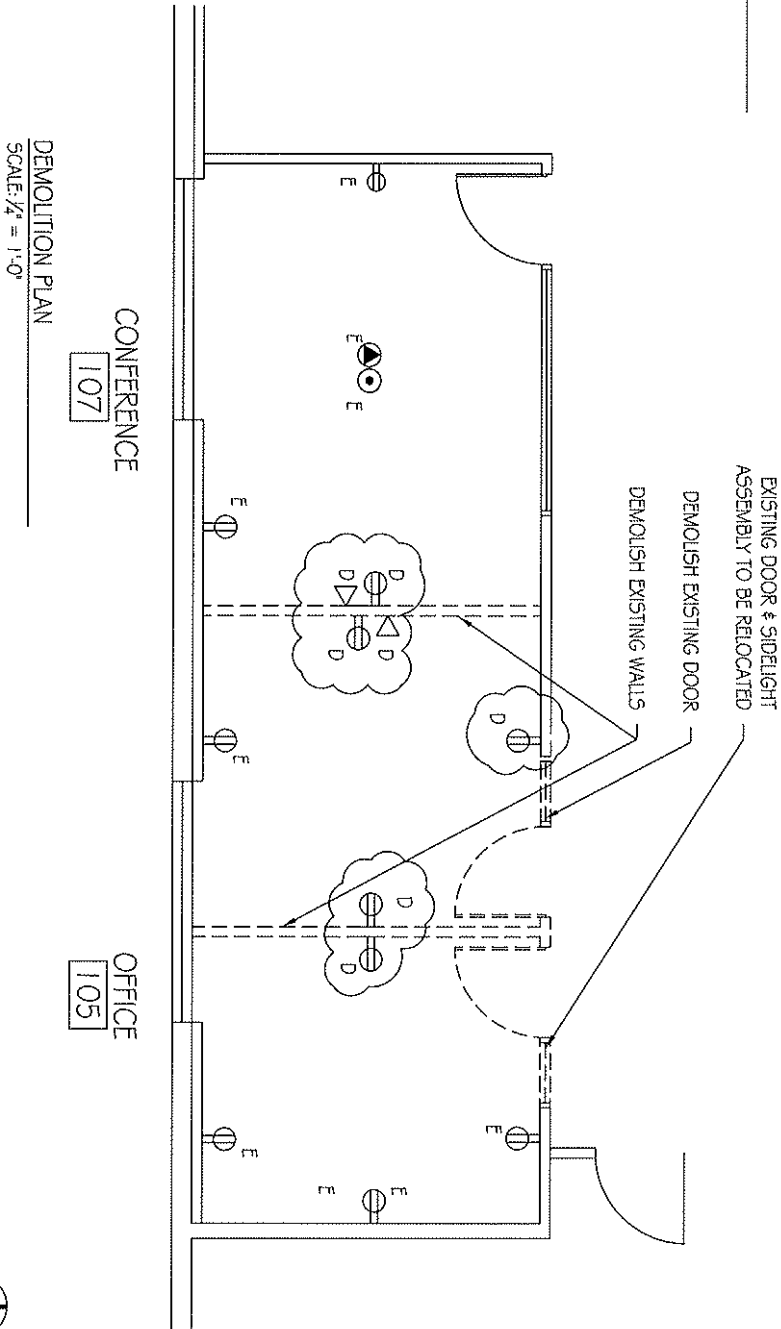 EXISTING DOOR & SIDELIGHT
ASSEMBLY TO BE RELOCATED
DEMOLISH EXISTING DOOR
DEMOLISH EXISTING WALLS
D
E
D
D
D
E
E
E
E
D
D
D
E
E
E
E
E
CONFERENCE
107
OFFICE
105
DEMOLITION PLAN
SCALE: 1/4" = 1'-0"